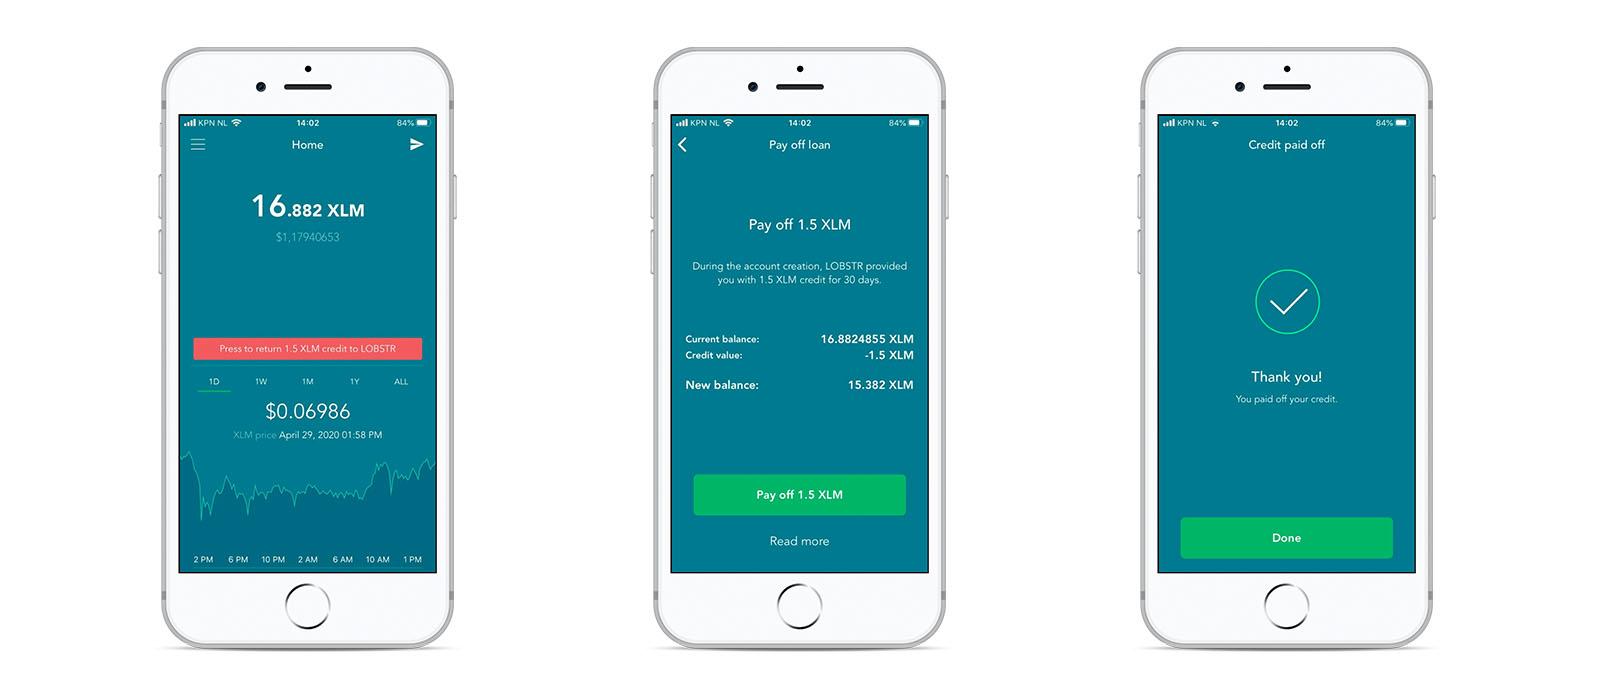 KPN NL 14:02 84%
Home
16.882 XLM
$1,17940653
Press to return 1.5 XLM credit to LOBSTR
1D 1W 1M 1Y ALL
$0.06986
XLM price April 29, 2020 01:58 PM
2 PM 6 PM 10 PM 2 AM 6 AM 10 AM 1 PM
KPN NL 14:02 84%
Pay off loan
Pay off 1.5 XLM
During the account creation, LOBSTR provided
you with 1.5 XLM credit for 30 days.
Current balance: 16.8824855 XLM
Credit value: -1.5 XLM
New balance: 15.382 XLM
Pay off 1.5 XLM
Read more
KPN NL 14:02 84%
Credit paid off
Thank you!
You paid off your credit.
Done